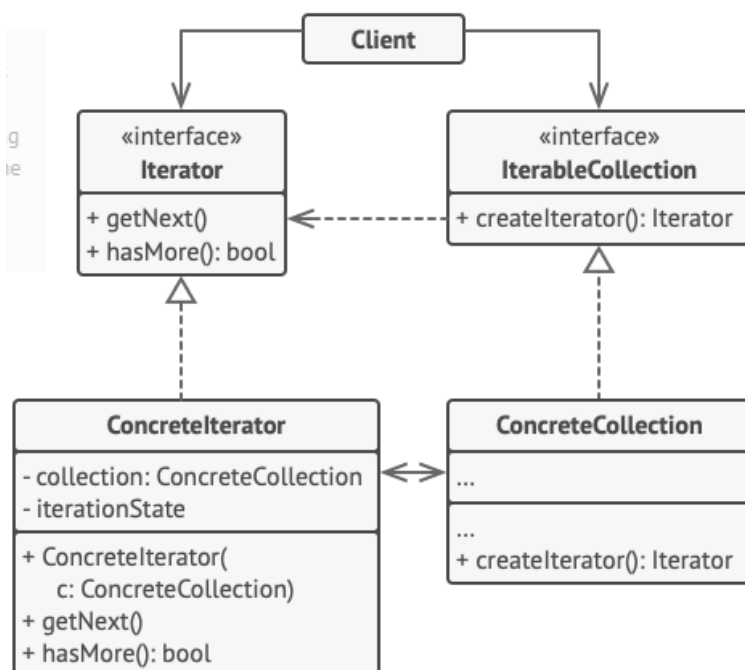 Client
«interface»
Iterator
+ getNext()
+ hasMore(): bool
«interface»
IterableCollection
+ createIterator(): Iterator
ConcreteIterator
- collection: ConcreteCollection
- iterationState
+ ConcreteIterator(
c: ConcreteCollection)
+ getNext()
+ hasMore(): bool
ConcreteCollection
...
...
+ createIterator(): Iterator